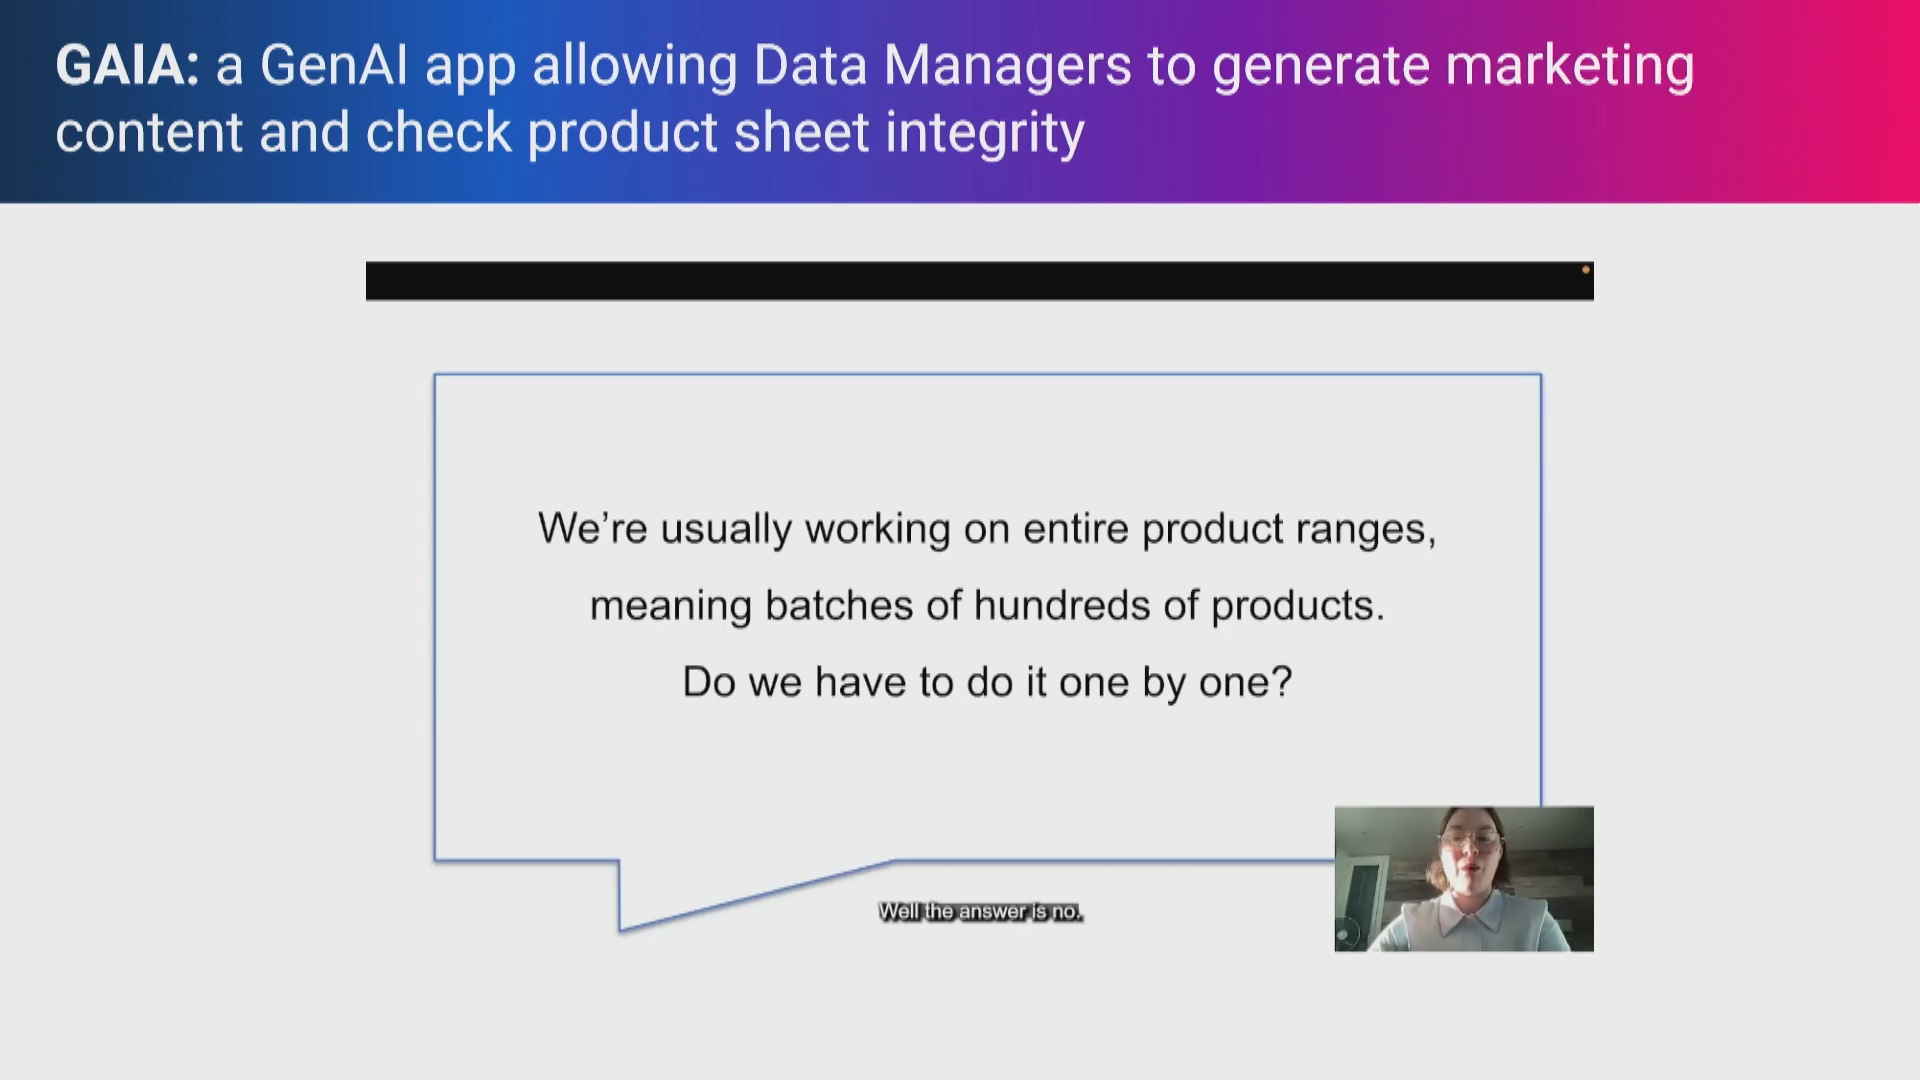 GAIA: a GenAI app allowing Data Managers to generate marketing
content and check product sheet integrity
We’re usually working on entire product ranges,
meaning batches of hundreds of products.
Do we have to do it one by one?
Well the answer is no.